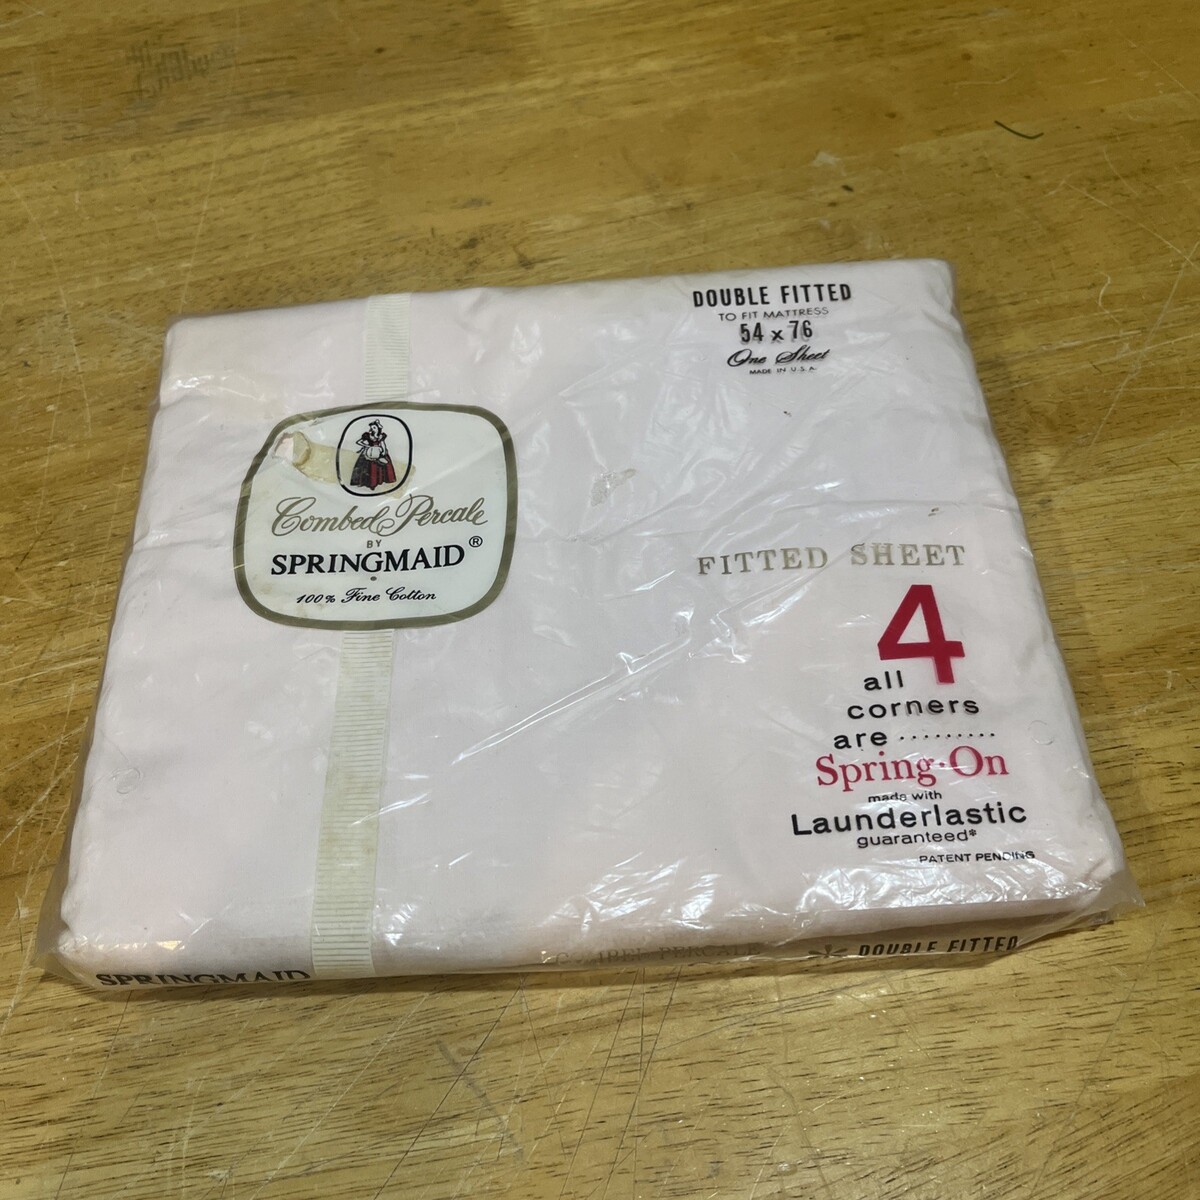 DOUBLE FITTED
TO FIT MATTRESS
54 x 76
One Sheet
MADE IN U.S.A.
Combed Percale
BY
SPRINGMAID®
100% Fine Cotton
FITTED SHEET
4
all
corners
are .........
Spring·On
made with
Launderlastic
guaranteed*
PATENT PENDING
SPRINGMAID
PERCALE
DOUBLE FITTED